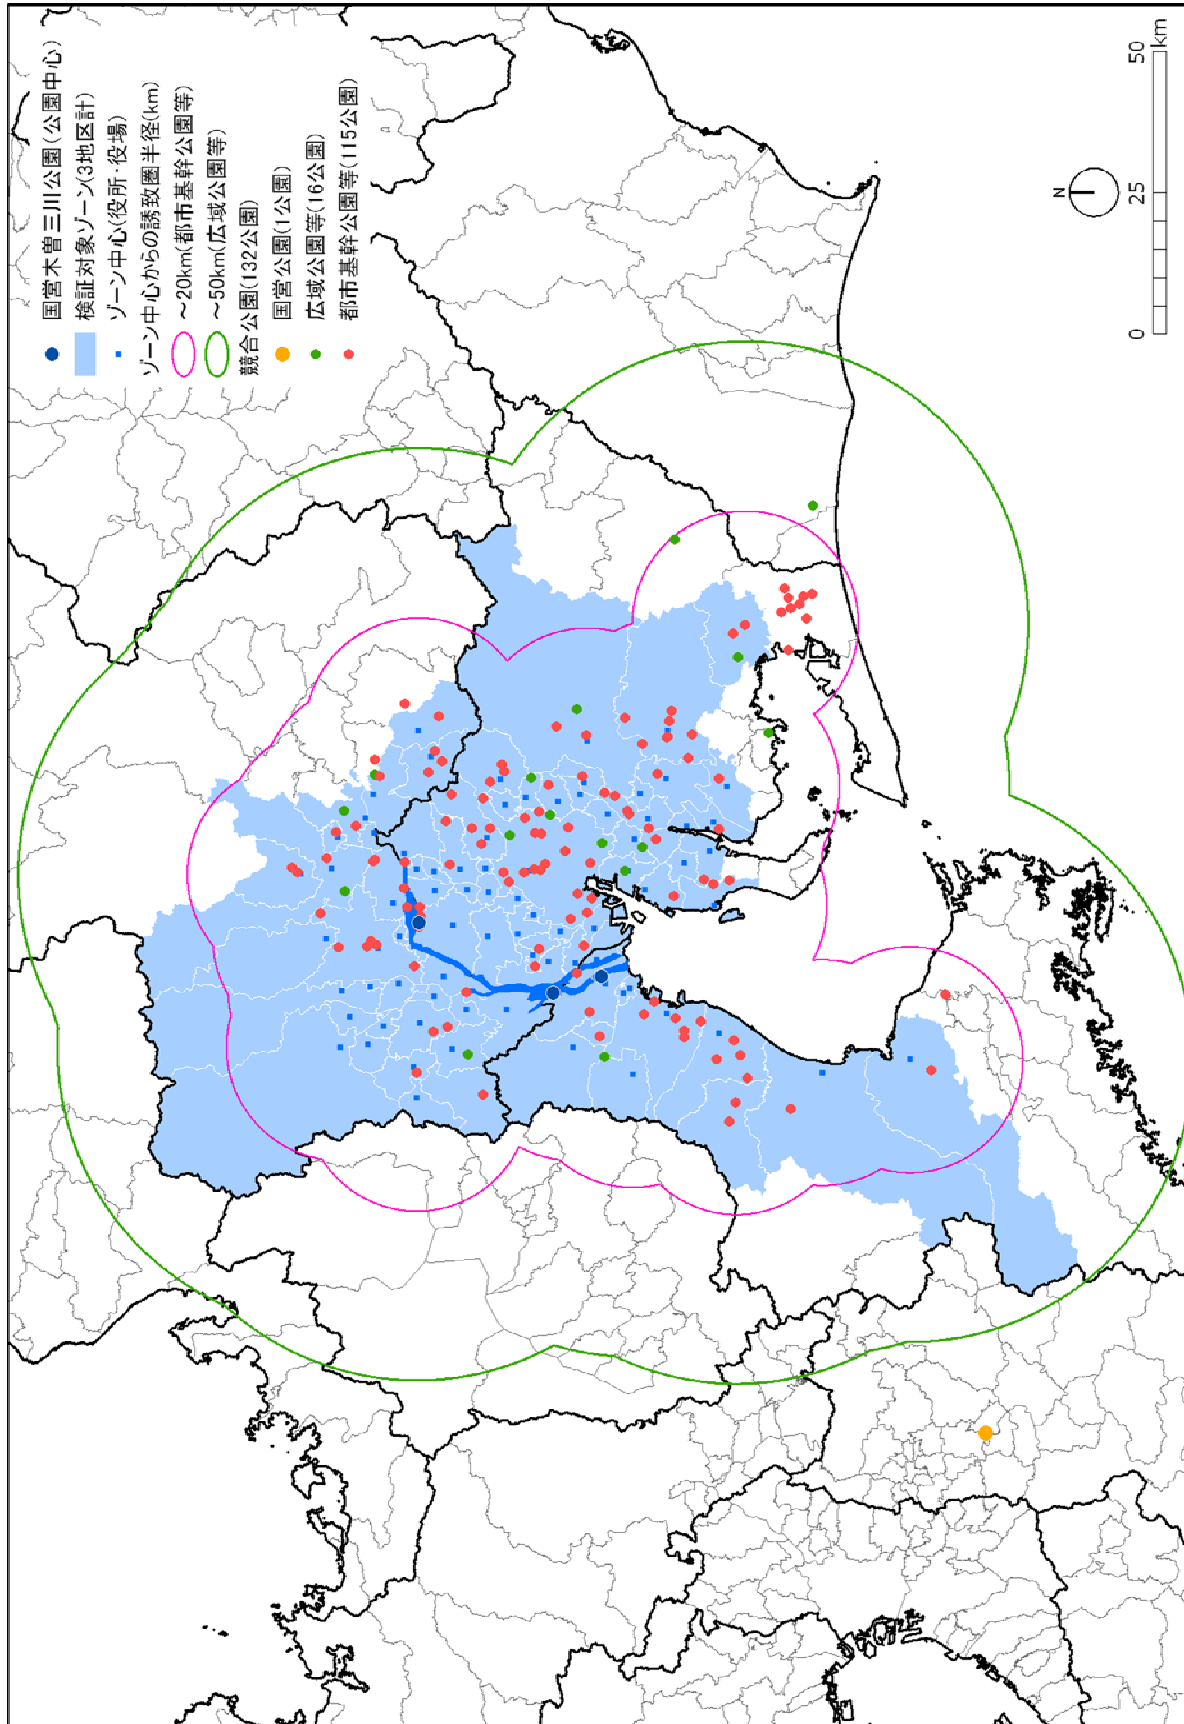 国営木曽三川公園(公園中心)
検証対象ゾーン(3地区計)
ゾーン中心(役所・役場)
ゾーン中心からの誘致圏半径(km)
～20km(都市基幹公園等)
～50km(広域公園等)
競合公園(132公園)
国営公園(1公園)
広域公園等(16公園)
都市基幹公園等(115公園)
N
0 25 50
km